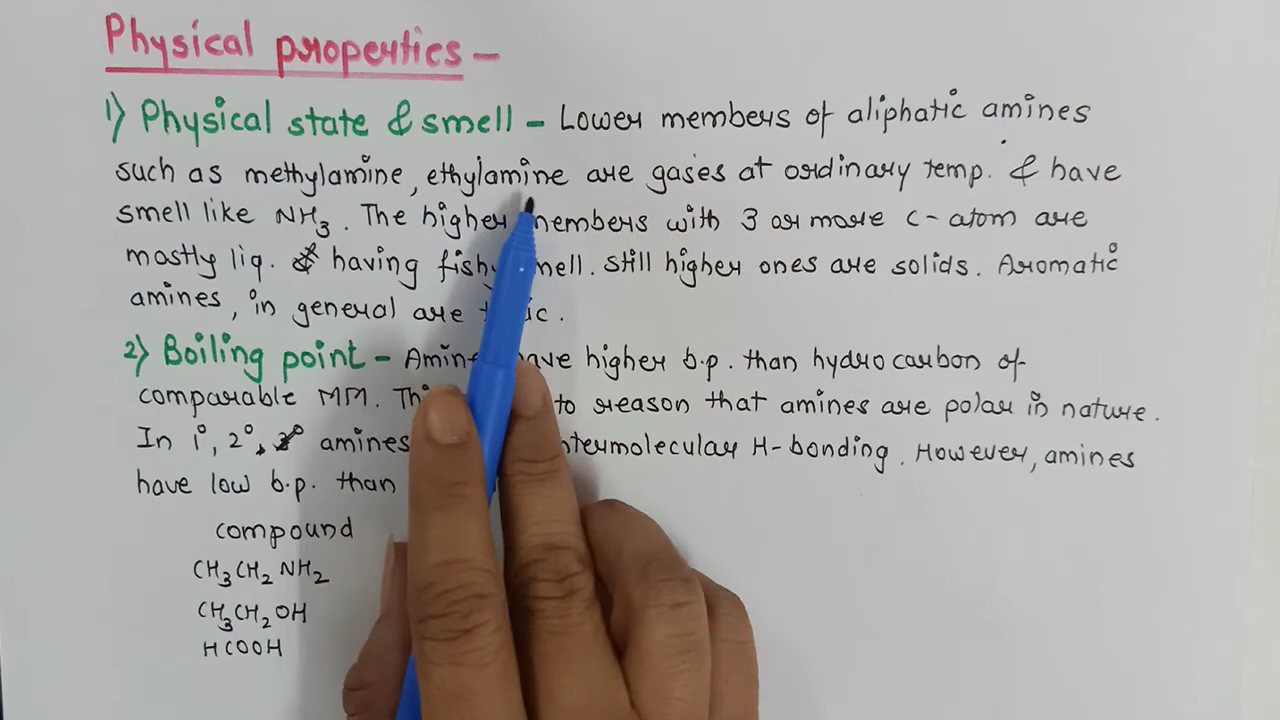 Physical properties –
1) Physical state & smell – Lower members of aliphatic amines
such as methylamine, ethylamine are gases at ordinary temp. & have
smell like NH₃. The higher members with 3 or more C-atom are
mostly liq. having fishy smell. Still higher ones are solids. Aromatic
amines, in general are
2) Boiling point – have higher b.p. than hydrocarbon of
comparable MM. to reason that amines are polar in nature.
In 1°, 2°, amines intermolecular H-bonding. However, amines
have low b.p. than
compound
CH₃CH₂NH₂
CH₃CH₂OH
HCOOH